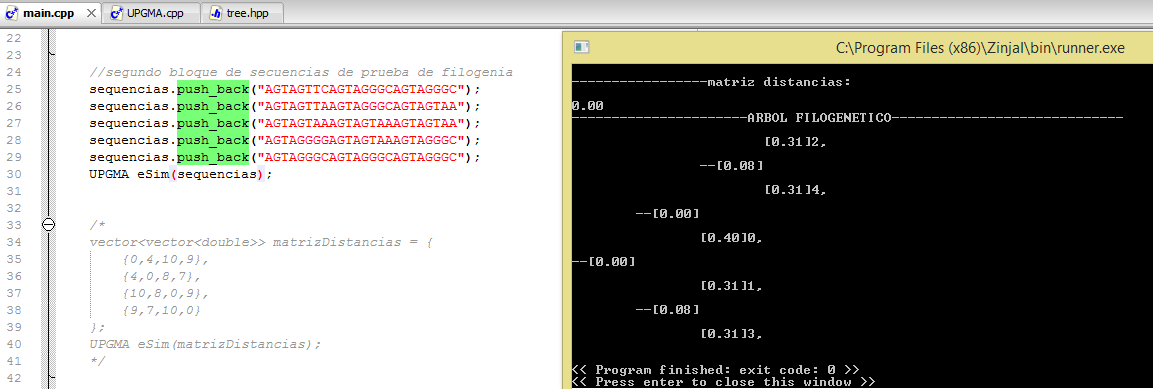 main.cpp
UPGMA.cpp
tree.hpp
22
23
24 //segundo bloque de secuencias de prueba de filogenia
25 sequencias.push_back("AGTAGTTCAGTAGGGCAGTAGGGC");
26 sequencias.push_back("AGTAGTTAAGTAGGGCAGTAGTAA");
27 sequencias.push_back("AGTAGTAAAGTAGTAAAGTAGTAA");
28 sequencias.push_back("AGTAGGGGAGTAGTAAAGTAGGGC");
29 sequencias.push_back("AGTAGGGCAGTAGGGCAGTAGGGC");
30 UPGMA eSim(sequencias);
31
32
33 /*
34 vector<vector<double>> matrizDistancias = {
35 {0,4,10,9},
36 {4,0,8,7},
37 {10,8,0,9},
38 {9,7,10,0}
39 };
40 UPGMA eSim(matrizDistancias);
41 */
42
C:\Program Files (x86)\Zinjal\bin\runner.exe
-----------------matriz distancias:
0.00
----------------------ARBOL FILOGENETICO-----------------------------
[0.31]2,
--[0.08]
[0.31]4,
--[0.00]
[0.40]0,
--[0.00]
[0.31]1,
--[0.08]
[0.31]3,
<< Program finished: exit code: 0 >>
<< Press enter to close this window >>